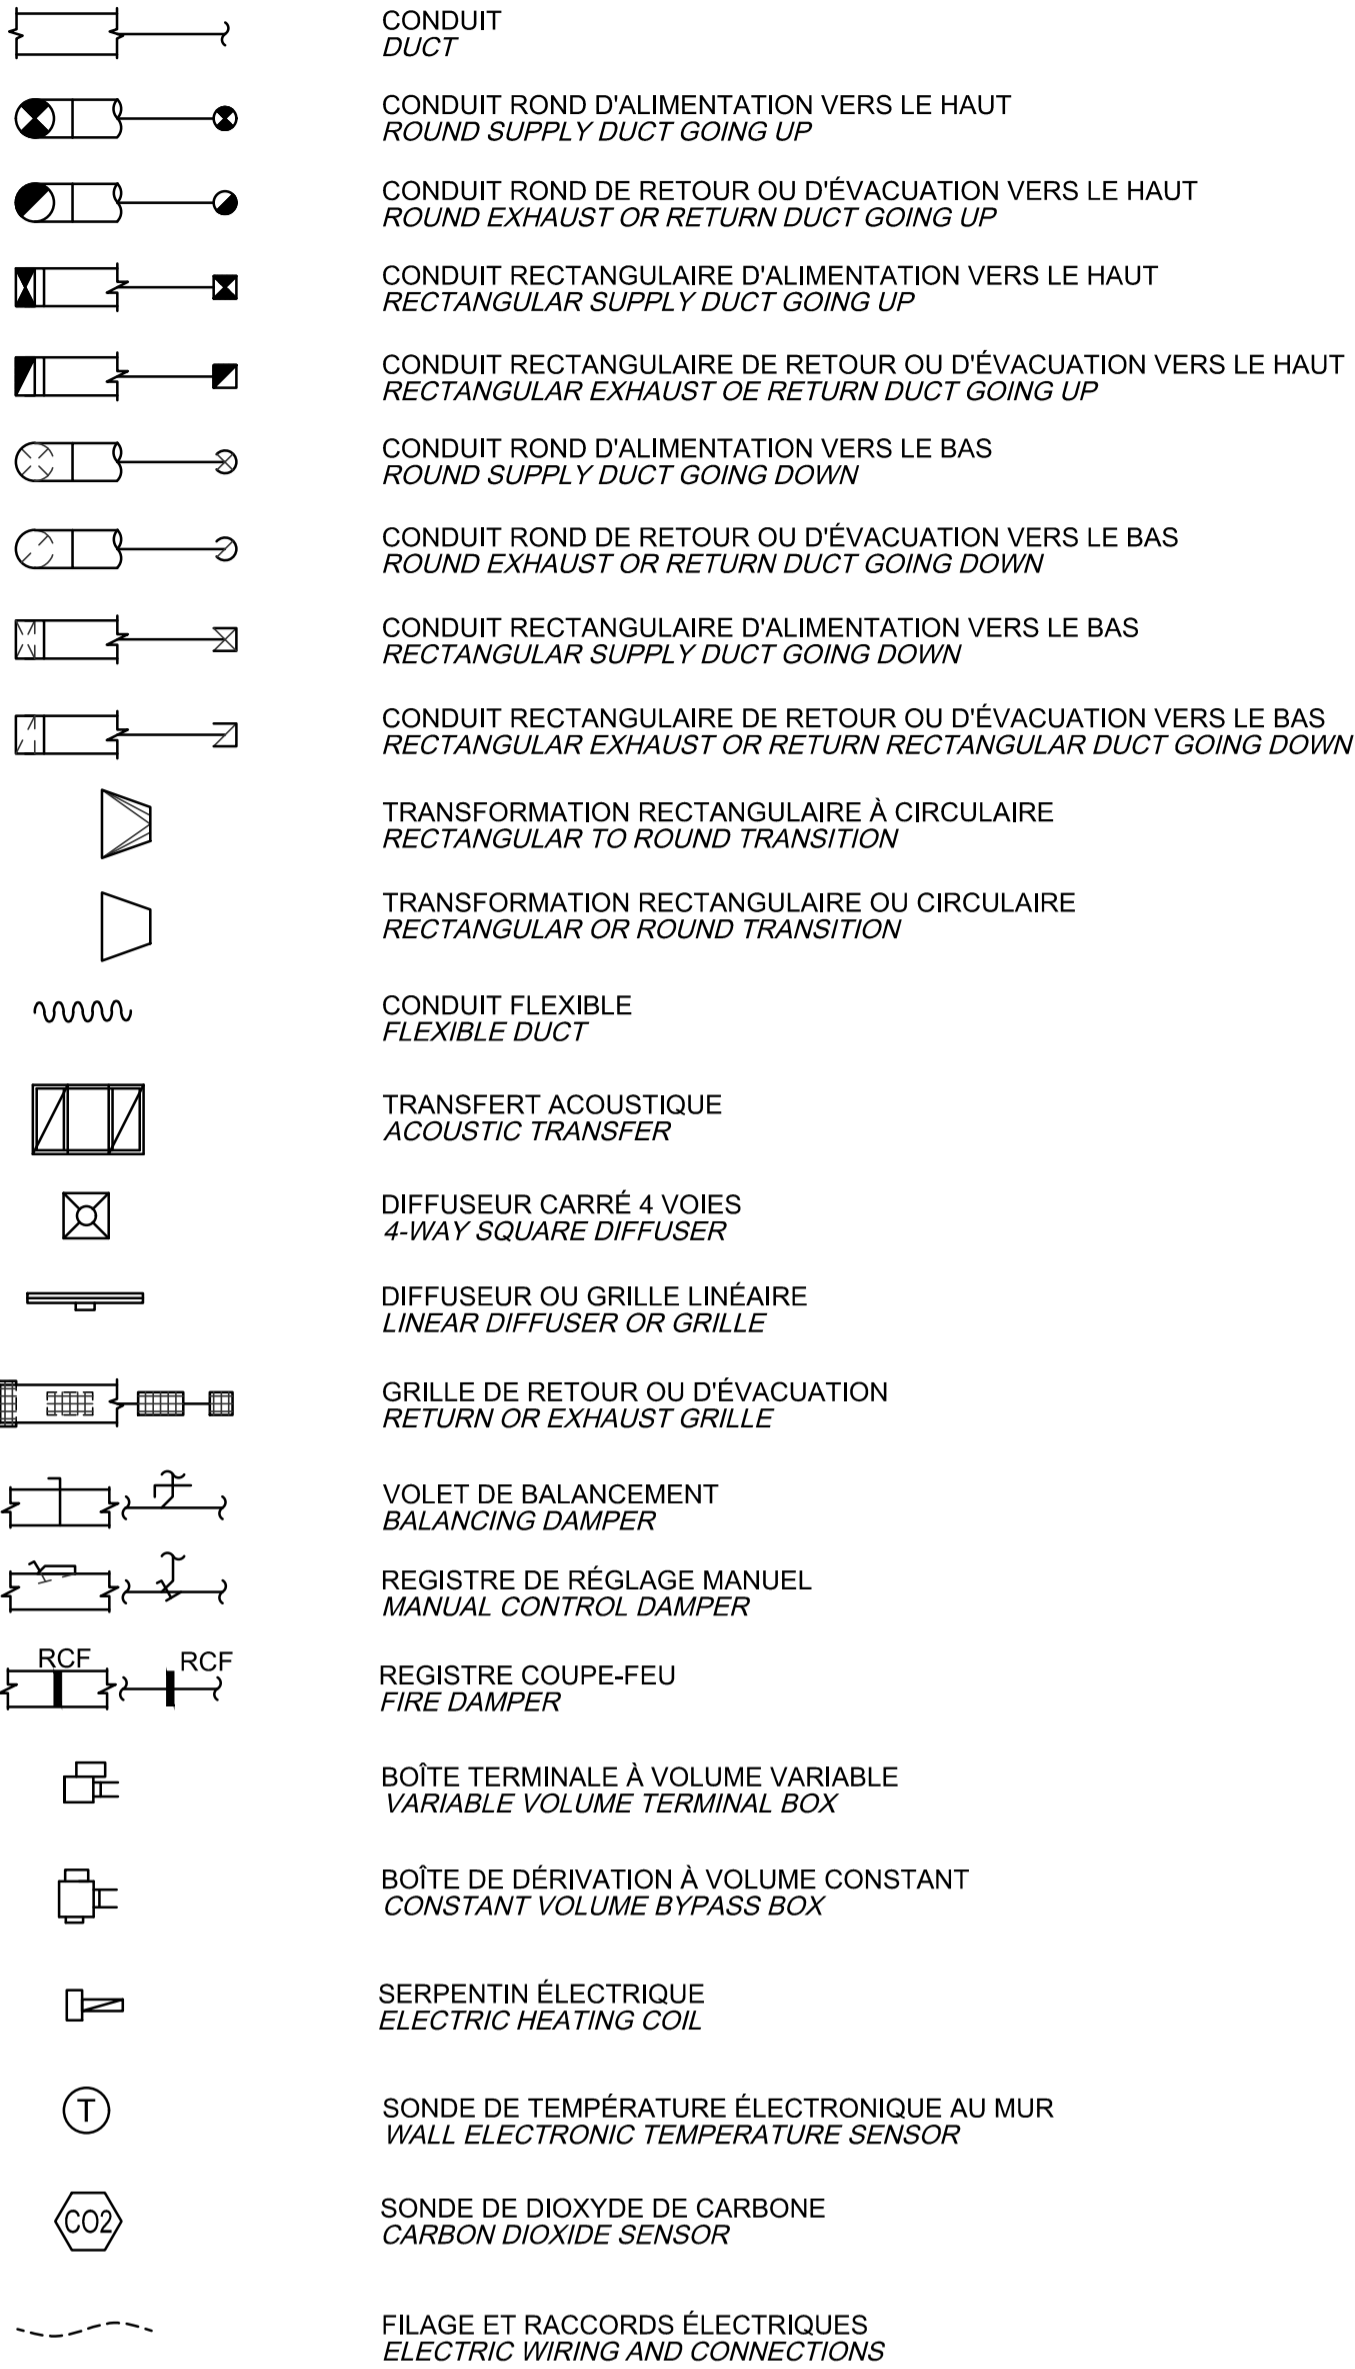 CONDUIT
DUCT
CONDUIT ROND D'ALIMENTATION VERS LE HAUT
ROUND SUPPLY DUCT GOING UP
CONDUIT ROND DE RETOUR OU D'ÉVACUATION VERS LE HAUT
ROUND EXHAUST OR RETURN DUCT GOING UP
CONDUIT RECTANGULAIRE D'ALIMENTATION VERS LE HAUT
RECTANGULAR SUPPLY DUCT GOING UP
CONDUIT RECTANGULAIRE DE RETOUR OU D'ÉVACUATION VERS LE HAUT
RECTANGULAR EXHAUST OE RETURN DUCT GOING UP
CONDUIT ROND D'ALIMENTATION VERS LE BAS
ROUND SUPPLY DUCT GOING DOWN
CONDUIT ROND DE RETOUR OU D'ÉVACUATION VERS LE BAS
ROUND EXHAUST OR RETURN DUCT GOING DOWN
CONDUIT RECTANGULAIRE D'ALIMENTATION VERS LE BAS
RECTANGULAR SUPPLY DUCT GOING DOWN
CONDUIT RECTANGULAIRE DE RETOUR OU D'ÉVACUATION VERS LE BAS
RECTANGULAR EXHAUST OR RETURN RECTANGULAR DUCT GOING DOWN
TRANSFORMATION RECTANGULAIRE À CIRCULAIRE
RECTANGULAR TO ROUND TRANSITION
TRANSFORMATION RECTANGULAIRE OU CIRCULAIRE
RECTANGULAR OR ROUND TRANSITION
CONDUIT FLEXIBLE
FLEXIBLE DUCT
TRANSFERT ACOUSTIQUE
ACOUSTIC TRANSFER
DIFFUSEUR CARRÉ 4 VOIES
4-WAY SQUARE DIFFUSER
DIFFUSEUR OU GRILLE LINÉAIRE
LINEAR DIFFUSER OR GRILLE
GRILLE DE RETOUR OU D'ÉVACUATION
RETURN OR EXHAUST GRILLE
VOLET DE BALANCEMENT
BALANCING DAMPER
REGISTRE DE RÉGLAGE MANUEL
MANUAL CONTROL DAMPER
RCF RCF
REGISTRE COUPE-FEU
FIRE DAMPER
BOÎTE TERMINALE À VOLUME VARIABLE
VARIABLE VOLUME TERMINAL BOX
BOÎTE DE DÉRIVATION À VOLUME CONSTANT
CONSTANT VOLUME BYPASS BOX
SERPENTIN ÉLECTRIQUE
ELECTRIC HEATING COIL
T
SONDE DE TEMPÉRATURE ÉLECTRONIQUE AU MUR
WALL ELECTRONIC TEMPERATURE SENSOR
CO2
SONDE DE DIOXYDE DE CARBONE
CARBON DIOXIDE SENSOR
FILAGE ET RACCORDS ÉLECTRIQUES
ELECTRIC WIRING AND CONNECTIONS